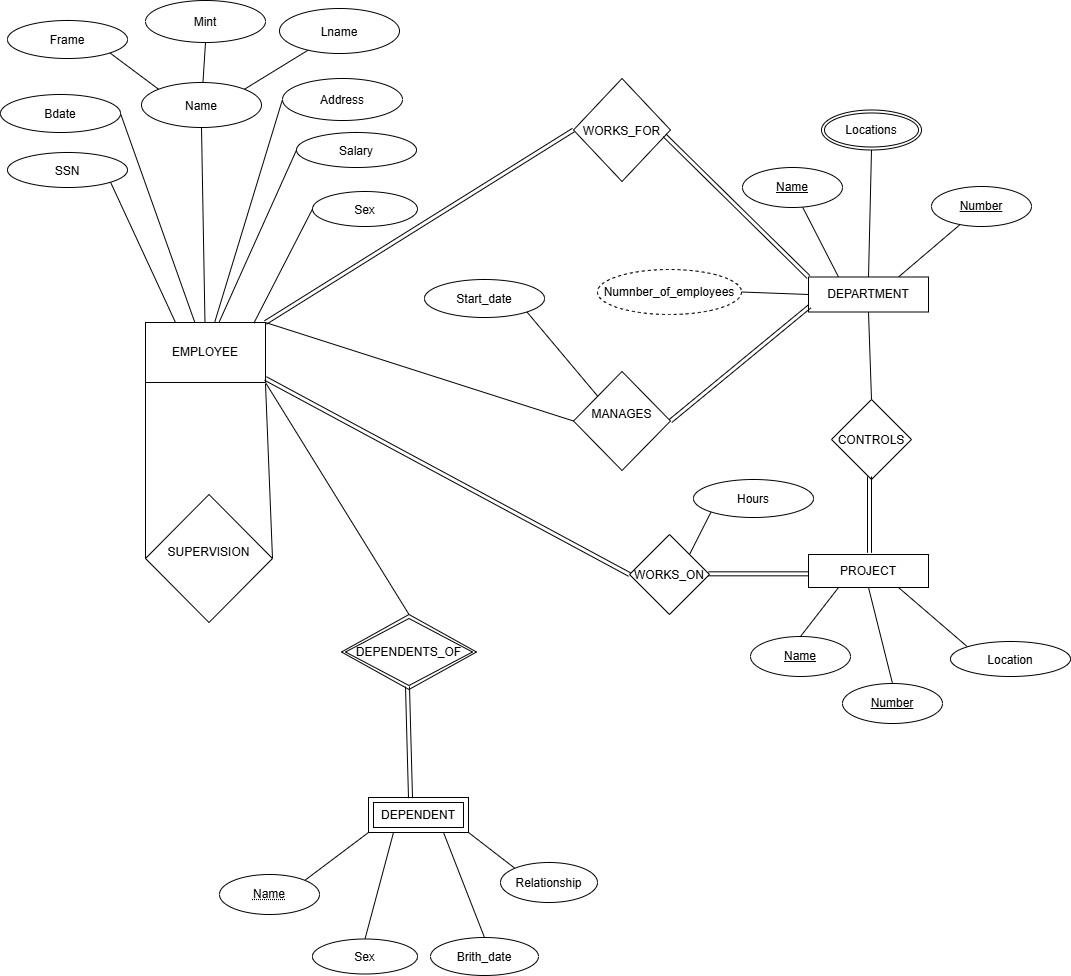 Mint
Lname
Frame
Name
Address
Bdate
Salary
SSN
Sex
WORKS_FOR
Locations
Name
Number
Numnber_of_employees
DEPARTMENT
Start_date
EMPLOYEE
MANAGES
CONTROLS
Hours
SUPERVISION
WORKS_ON
PROJECT
DEPENDENTS_OF
Name
Location
Number
DEPENDENT
Relationship
Name
Sex
Brith_date